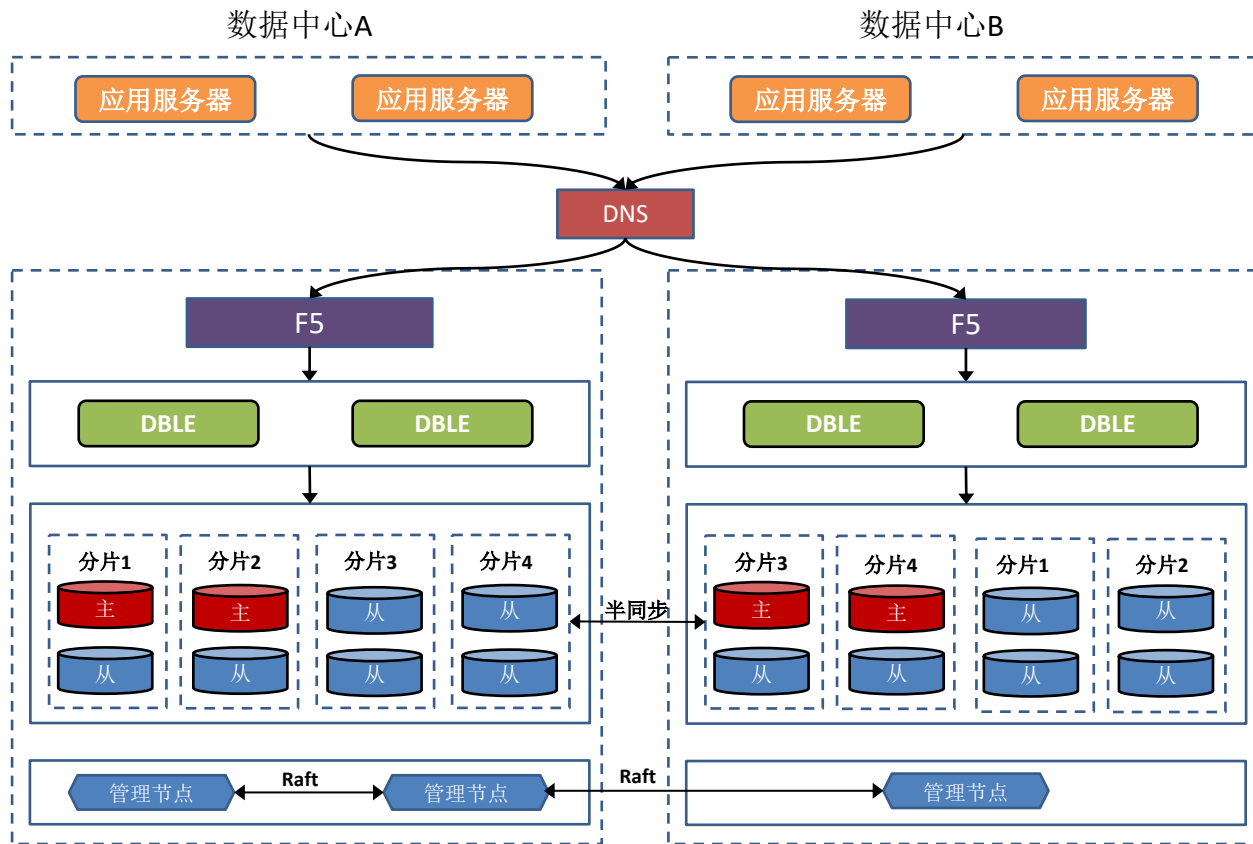 数据中心A
数据中心B
应用服务器
应用服务器
应用服务器
应用服务器
DNS
F5
F5
DBLE
DBLE
DBLE
DBLE
分片1
分片2
分片3
分片4
分片3
分片4
分片1
分片2
主
主
从
从
半同步
主
主
从
从
从
从
从
从
从
从
从
从
Raft
Raft
管理节点
管理节点
管理节点